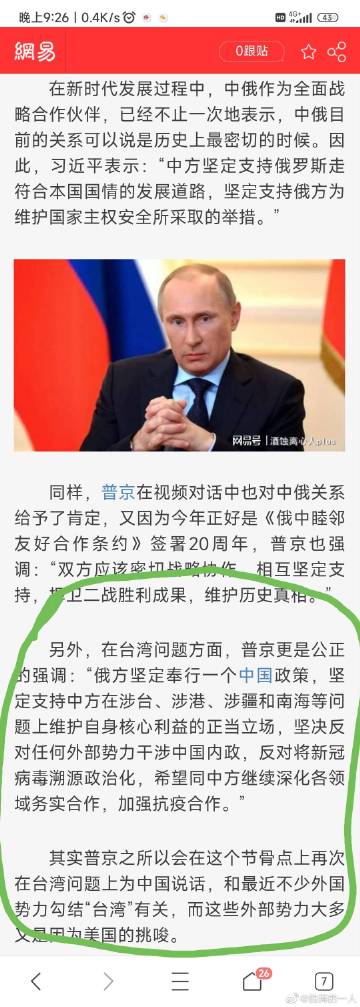 晚上9:26 | 0.4K/s
4G+
43
網易
0跟贴
在新时代发展过程中，中俄作为全面战
略合作伙伴，已经不止一次地表示，中俄目
前的关系可以说是历史上最密切的时候。因
此，习近平表示：“中方坚定支持俄罗斯走
符合本国国情的发展道路，坚定支持俄方为
维护国家主权安全所采取的举措。”
网易号 | 酒蚀离心人plus
同样，普京在视频对话中也对中俄关系
给予了肯定，又因为今年正好是《俄中睦邻
友好合作条约》签署20周年，普京也强
调：“双方应该密切战略协作，相互坚定支
持，捍卫二战胜利成果，维护历史真相。”
另外，在台湾问题方面，普京更是公正
的强调：“俄方坚定奉行一个中国政策，坚
定支持中方在涉台、涉港、涉疆和南海等问
题上维护自身核心利益的正当立场，坚决反
对任何外部势力干涉中国内政，反对将新冠
病毒溯源政治化，希望同中方继续深化各领
域务实合作，加强抗疫合作。”
其实普京之所以会在这个节骨点上再次
在台湾问题上为中国说话，和最近不少外国
势力勾结“台湾”有关，而这些外部势力大多
又是因为美国的挑唆。
26
7